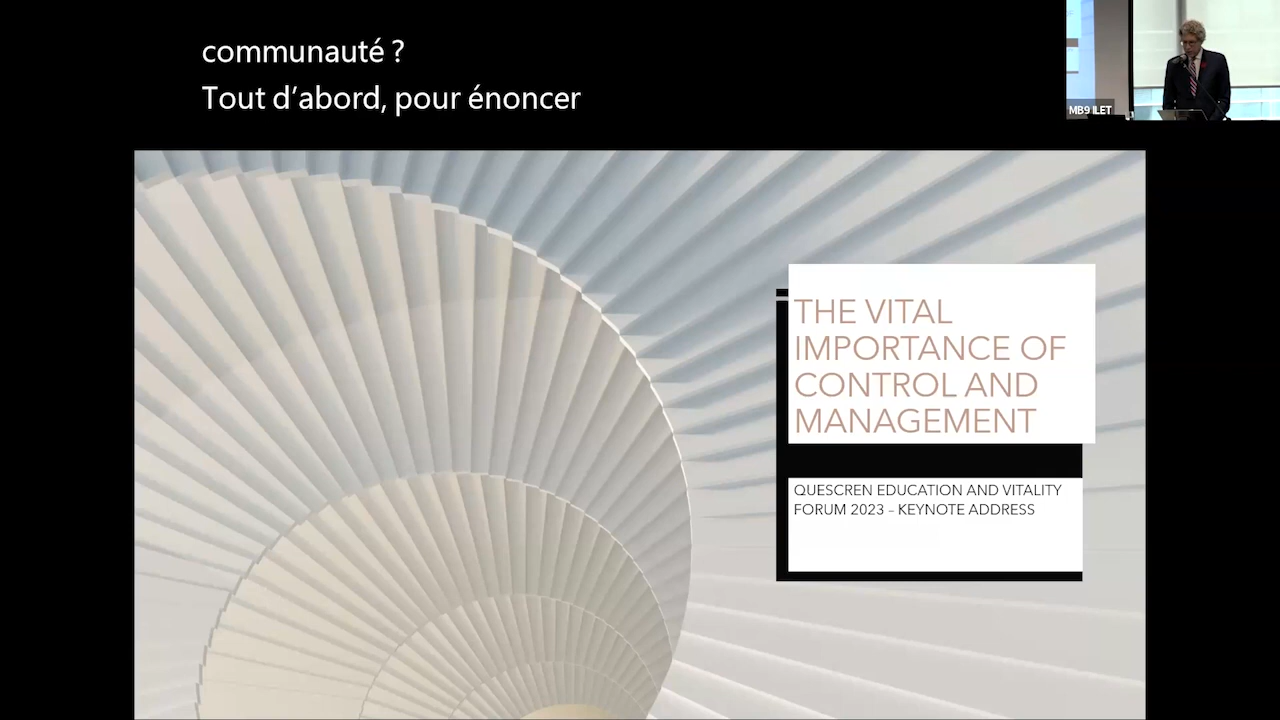 communauté ?
Tout d’abord, pour énoncer
MB9 ILET
THE VITAL
IMPORTANCE OF
CONTROL AND
MANAGEMENT
QUESCREN EDUCATION AND VITALITY
FORUM 2023 – KEYNOTE ADDRESS